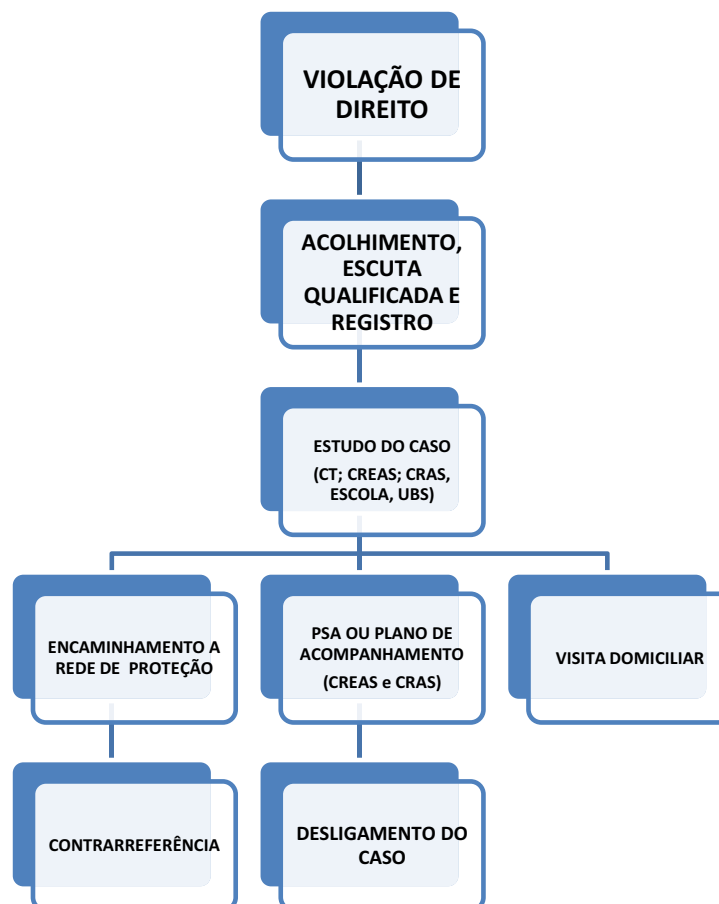 VIOLAÇÃO DE
DIREITO
ACOLHIMENTO,
ESCUTA
QUALIFICADA E
REGISTRO
ESTUDO DO CASO
(CT; CREAS; CRAS,
ESCOLA, UBS)
ENCAMINHAMENTO A
REDE DE PROTEÇÃO
PSA OU PLANO DE
ACOMPANHAMENTO
(CREAS e CRAS)
VISITA DOMICILIAR
CONTRARREFERÊNCIA
DESLIGAMENTO DO
CASO